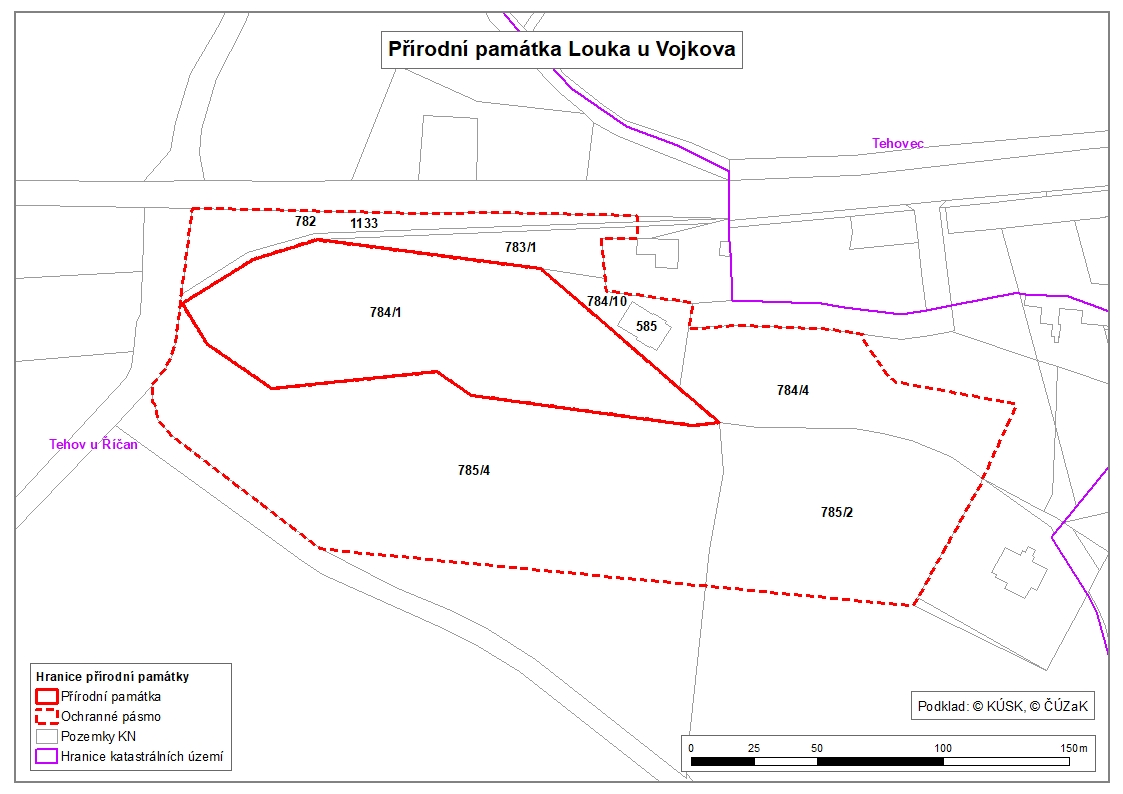 Přírodní památka Louka u Vojkova
Tehovec
782
1133
783/1
784/1
784/10
585
784/4
Tehov u Říčan
785/4
785/2
Hranice přírodní památky
Přírodní památka
Ochranné pásmo
Pozemky KN
Hranice katastrálních území
Podklad: © KÚSK, © ČÚZaK
0 25 50 100 150 m